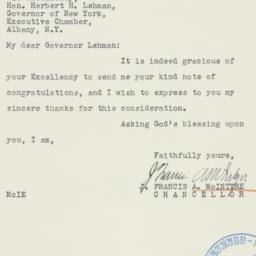 Hon. Herbert H. Lehman,
Governor of New York,
Executive Chamber,
Albany, N.Y.
My dear Governor Lehman:
It is indeed gracious of
your Excellency to send me your kind note of
congratulations, and I wish to express to you my
sincere thanks for this consideration.
Asking God's blessing upon
you, I am,
Faithfully yours,
J. Francis A. McIntyre
J. FRANCIS A. McINTYRE
McIE
CHANCELLOR